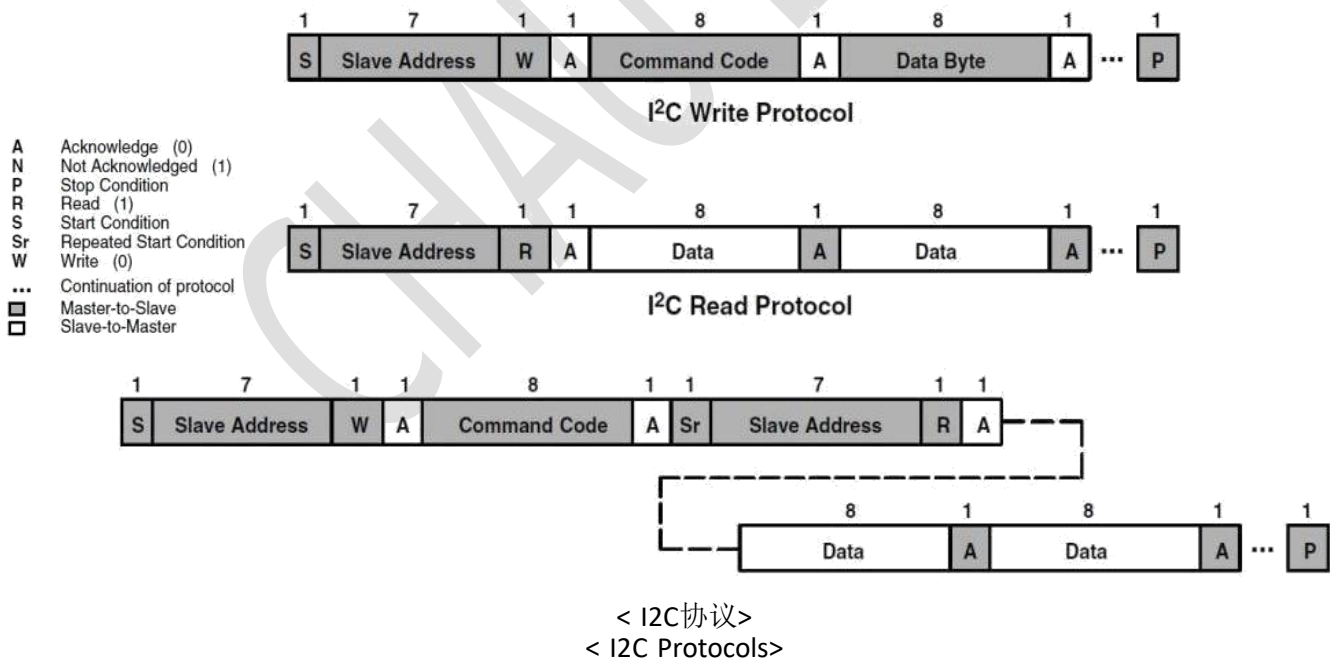 1 7 1 1 8 1 8 1 1
S Slave Address W A Command Code A Data Byte A ... P
I²C Write Protocol
A Acknowledge (0)
N Not Acknowledged (1)
P Stop Condition
R Read (1)
S Start Condition
Sr Repeated Start Condition
W Write (0)
... Continuation of protocol
Master-to-Slave
Slave-to-Master
1 7 1 1 8 1 8 1 1
S Slave Address R A Data A Data A ... P
I²C Read Protocol
1 7 1 1 8 1 1 7 1 1
S Slave Address W A Command Code A Sr Slave Address R A
8 1 8 1 1
Data A Data A ... P
< I2C协议>
< I2C Protocols>